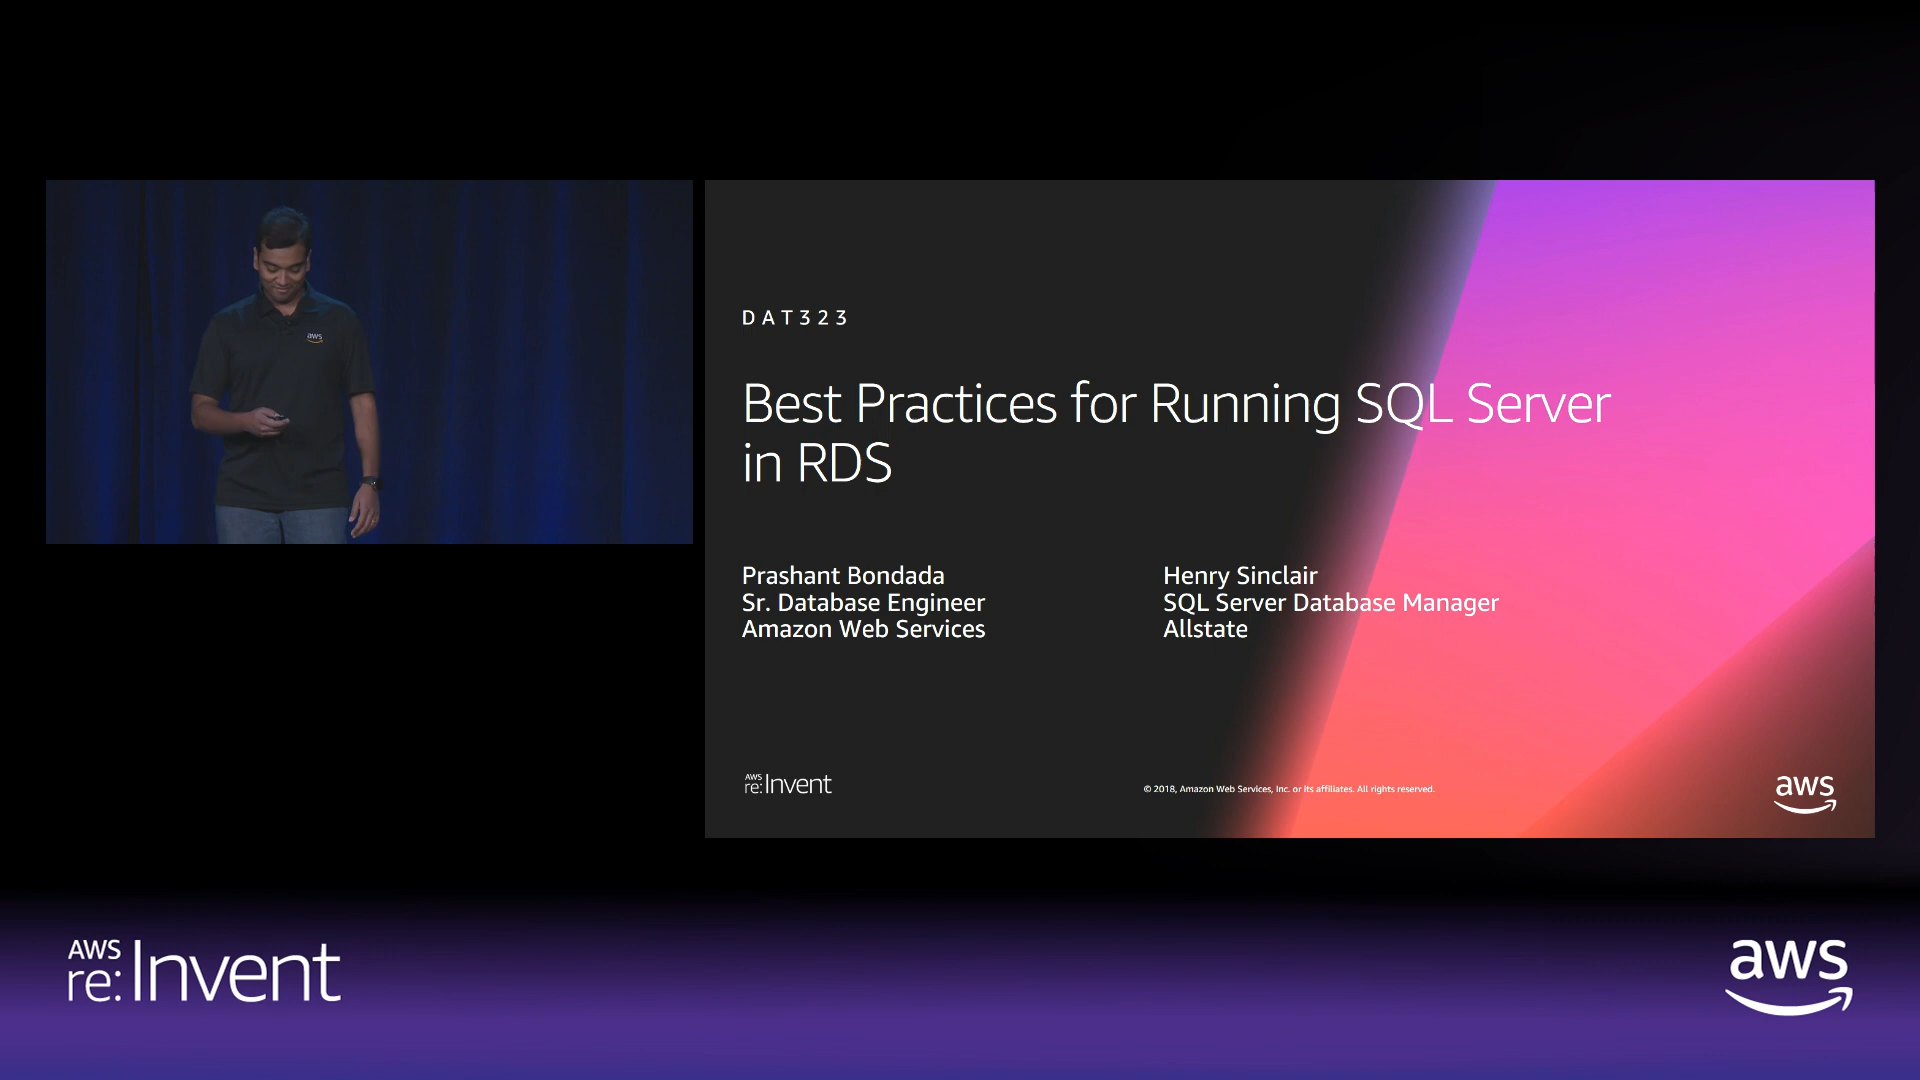 aws
DAT323
Best Practices for Running SQL Server
in RDS
Prashant Bondada
Sr. Database Engineer
Amazon Web Services
Henry Sinclair
SQL Server Database Manager
Allstate
AWS
re:Invent
© 2018, Amazon Web Services, Inc. or its affiliates. All rights reserved.
aws
AWS
re:Invent
aws